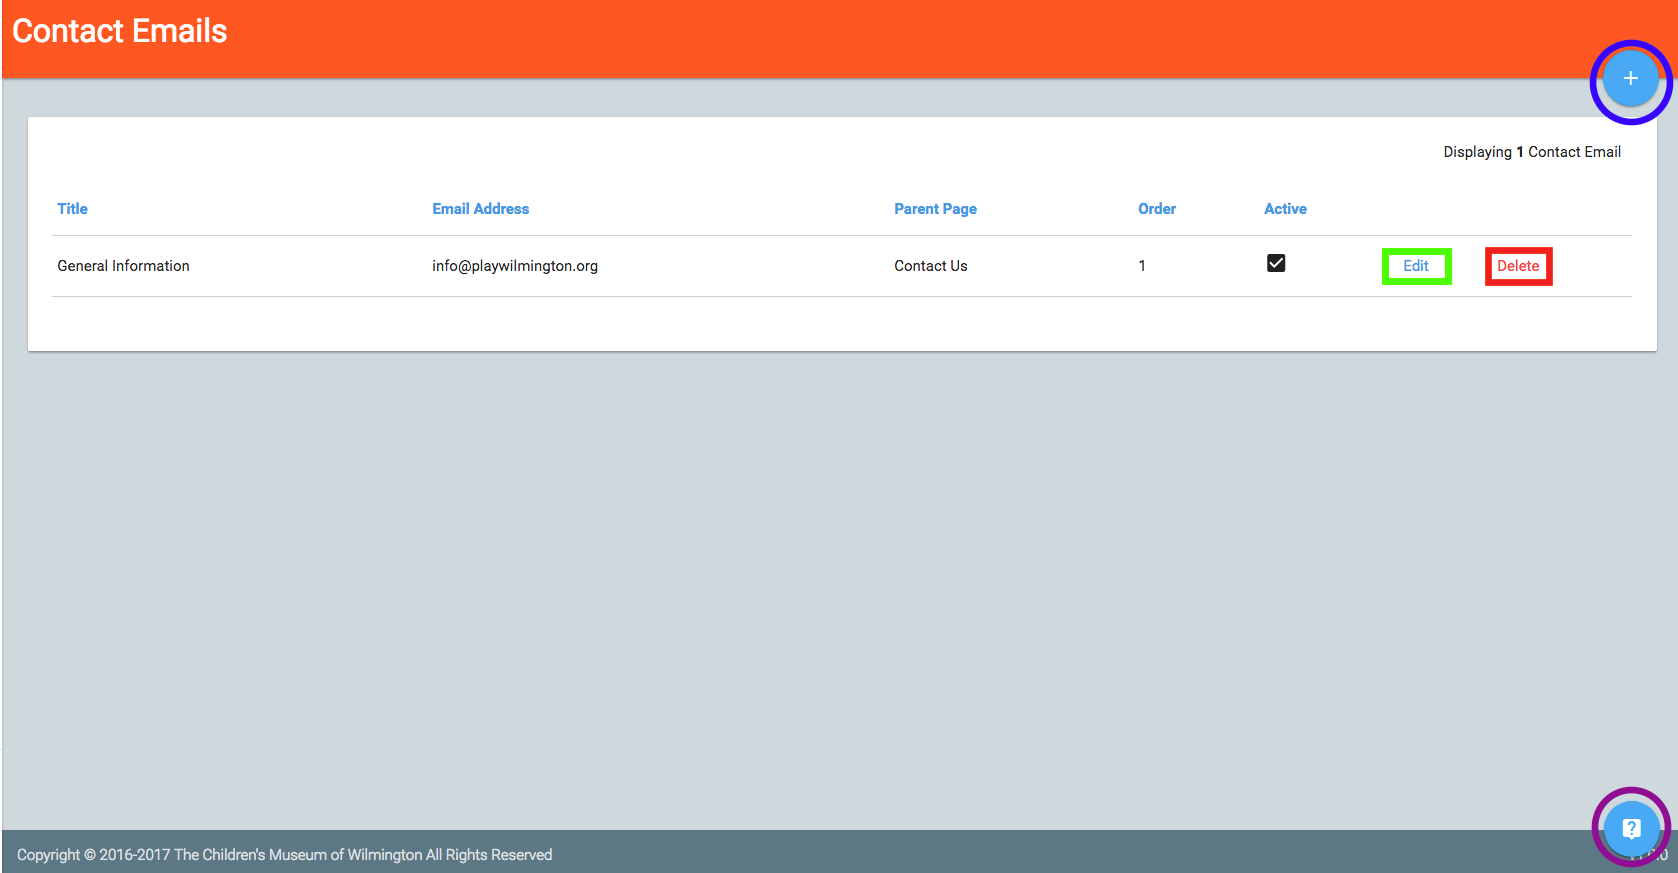 Contact Emails
+
Displaying 1 Contact Email
Title Email Address Parent Page Order Active
General Information info@playwilmington.org Contact Us 1 Edit Delete
?
Copyright © 2016-2017 The Children's Museum of Wilmington All Rights Reserved